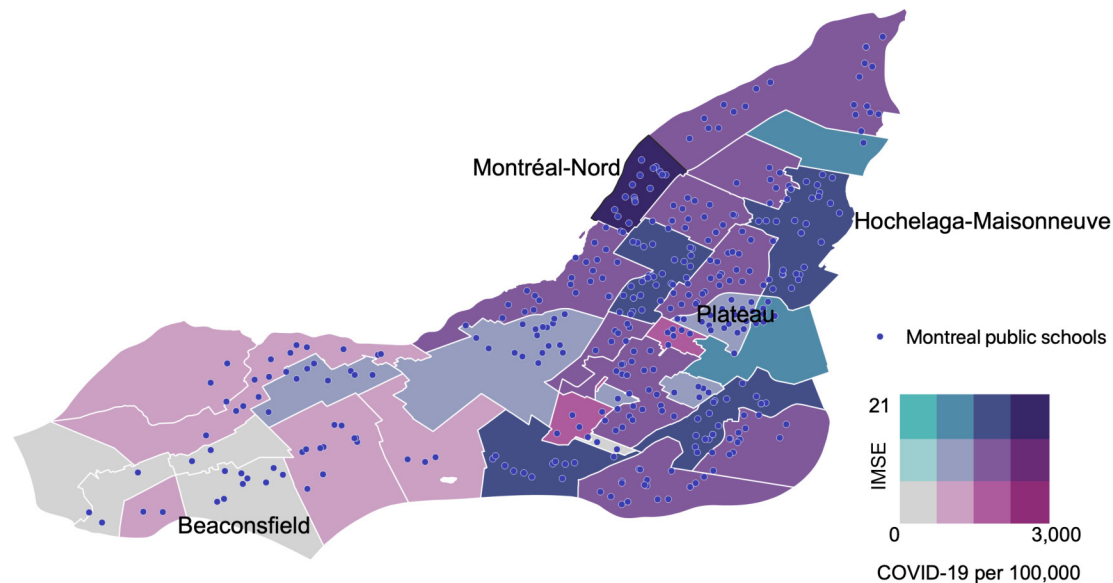 Montréal-Nord
Hochelaga-Maisonneuve
Plateau
Montreal public schools
21
IMSE
Beaconsfield
0
3,000
COVID-19 per 100,000